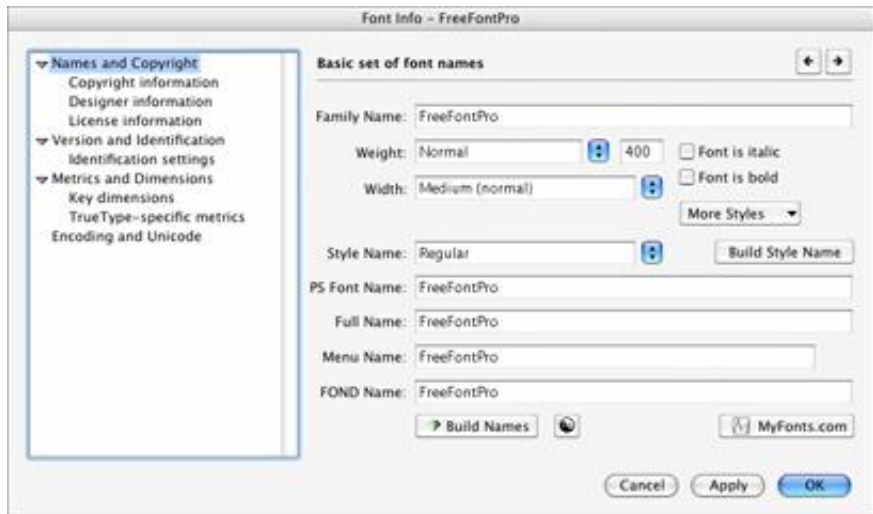 Font Info – FreeFontPro
Names and Copyright
Copyright information
Designer information
License information
Version and Identification
Identification settings
Metrics and Dimensions
Key dimensions
TrueType-specific metrics
Encoding and Unicode
Basic set of font names
Family Name: FreeFontPro
Weight: Normal 400 Font is italic
Font is bold
Width: Medium (normal)
More Styles
Style Name: Regular Build Style Name
PS Font Name: FreeFontPro
Full Name: FreeFontPro
Menu Name: FreeFontPro
FOND Name: FreeFontPro
Build Names MyFonts.com
Cancel Apply OK